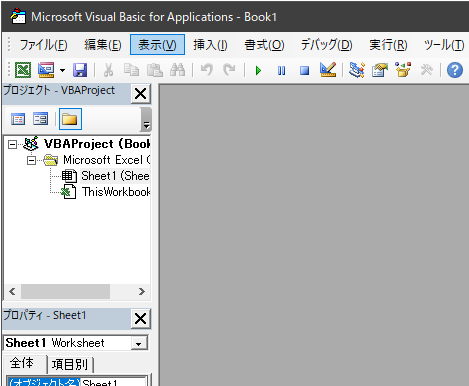 Microsoft Visual Basic for Applications - Book1
ファイル(F) 編集(E) 表示(V) 挿入(I) 書式(O) デバッグ(D) 実行(R) ツール(T)
プロジェクト - VBAProject
VBAProject (Book
Microsoft Excel (
Sheet1 (Shee
ThisWorkbook
プロパティ - Sheet1
Sheet1 Worksheet
全体 項目別
(オブジェクト名) Sheet1